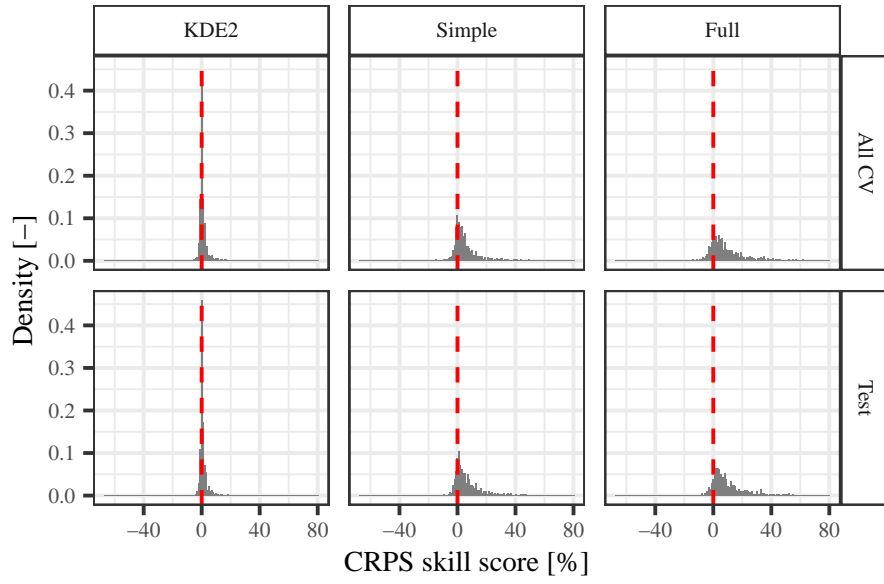 KDE2 Simple Full
0.4
0.3
0.2
0.1
0.0
All CV
0.4
0.3
0.2
0.1
0.0
Test
Density [−]
−40 0 40 80 −40 0 40 80 −40 0 40 80
CRPS skill score [%]